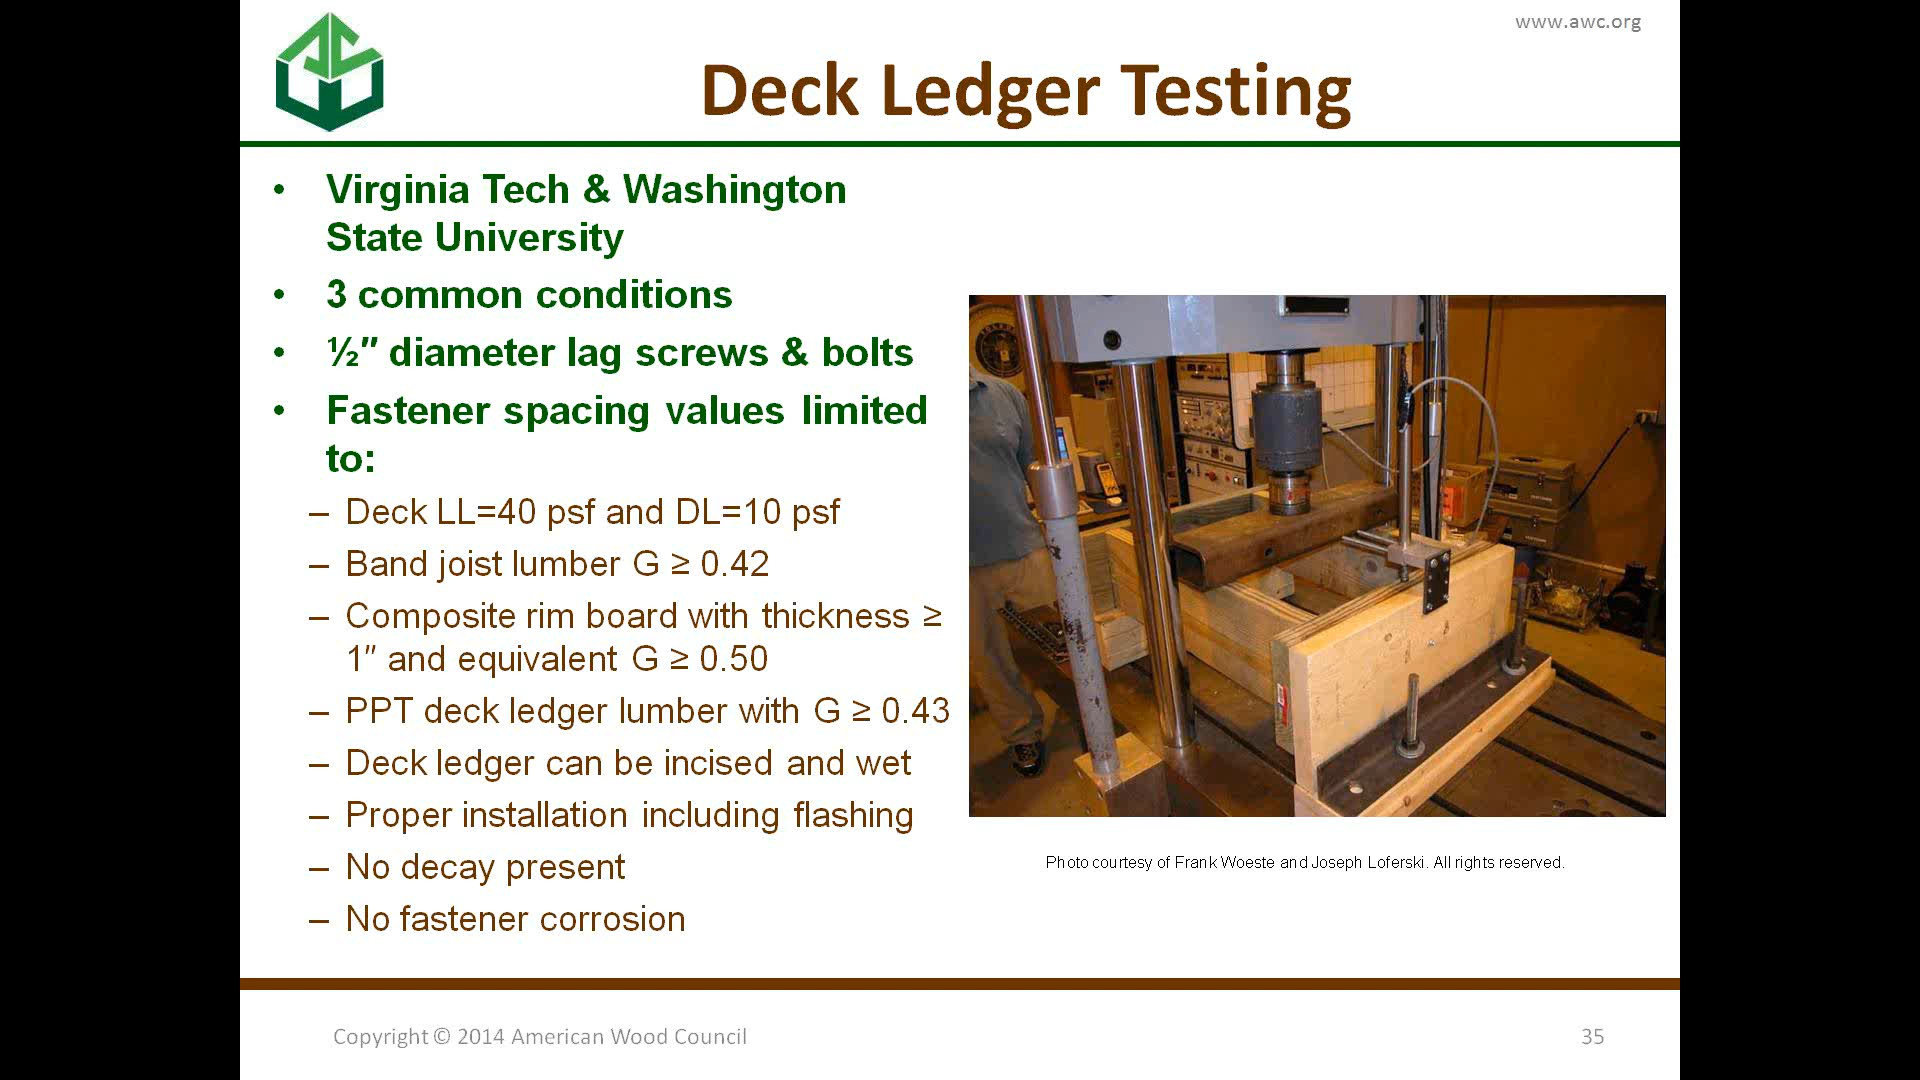 www.awc.org
Deck Ledger Testing
• Virginia Tech & Washington
State University
• 3 common conditions
• ½″ diameter lag screws & bolts
• Fastener spacing values limited
to:
– Deck LL=40 psf and DL=10 psf
– Band joist lumber G ≥ 0.42
– Composite rim board with thickness ≥
1″ and equivalent G ≥ 0.50
– PPT deck ledger lumber with G ≥ 0.43
– Deck ledger can be incised and wet
– Proper installation including flashing
– No decay present
– No fastener corrosion
Photo courtesy of Frank Woeste and Joseph Loferski. All rights reserved.
Copyright © 2014 American Wood Council
35